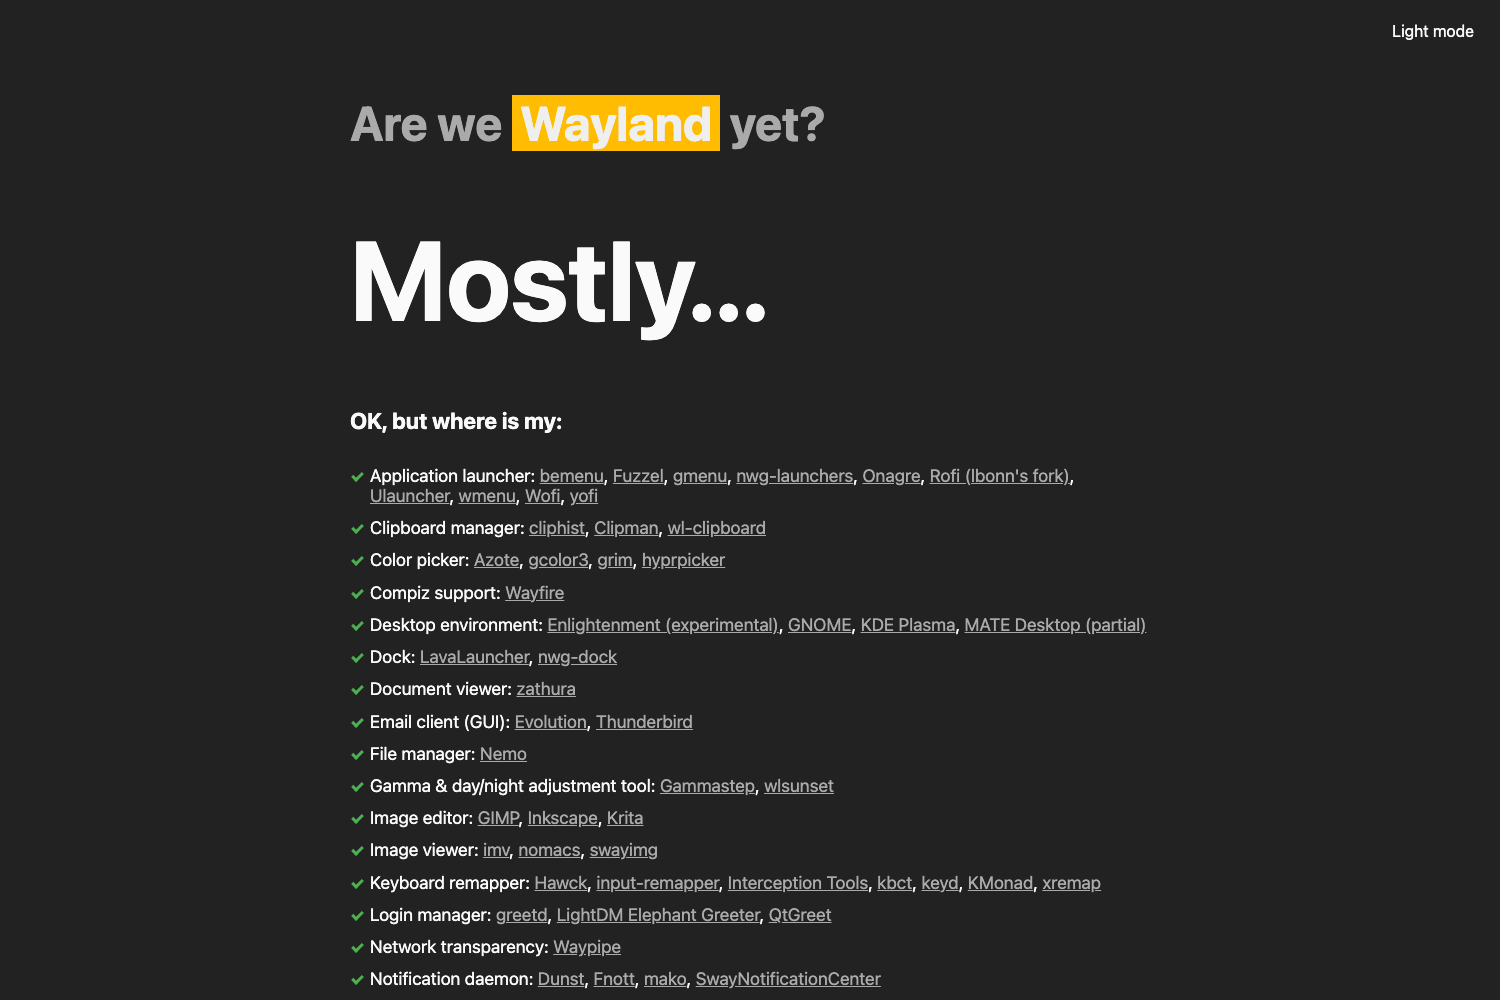 Light mode
Are we Wayland yet?
Mostly...
OK, but where is my:
Application launcher: bemenu, Fuzzel, gmenu, nwg-launchers, Onagre, Rofi (lbonn's fork),
Ulauncher, wmenu, Wofi, yofi
Clipboard manager: cliphist, Clipman, wl-clipboard
Color picker: Azote, gcolor3, grim, hyprpicker
Compiz support: Wayfire
Desktop environment: Enlightenment (experimental), GNOME, KDE Plasma, MATE Desktop (partial)
Dock: LavaLauncher, nwg-dock
Document viewer: zathura
Email client (GUI): Evolution, Thunderbird
File manager: Nemo
Gamma & day/night adjustment tool: Gammastep, wlsunset
Image editor: GIMP, Inkscape, Krita
Image viewer: imv, nomacs, swayimg
Keyboard remapper: Hawck, input-remapper, Interception Tools, kbct, keyd, KMonad, xremap
Login manager: greetd, LightDM Elephant Greeter, QtGreet
Network transparency: Waypipe
Notification daemon: Dunst, Fnott, mako, SwayNotificationCenter